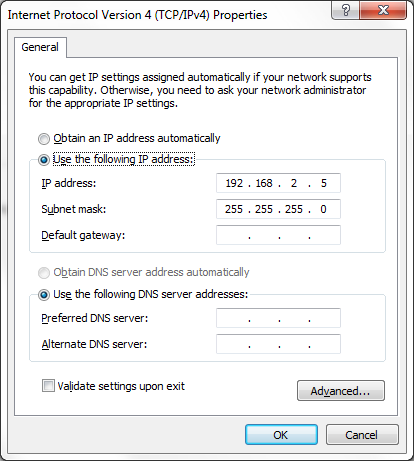 Internet Protocol Version 4 (TCP/IPv4) Properties
General
You can get IP settings assigned automatically if your network supports
this capability. Otherwise, you need to ask your network administrator
for the appropriate IP settings.
Obtain an IP address automatically
Use the following IP address:
IP address: 192 . 168 . 2 . 5
Subnet mask: 255 . 255 . 255 . 0
Default gateway: . . .
Obtain DNS server address automatically
Use the following DNS server addresses:
Preferred DNS server: . . .
Alternate DNS server: . . .
Validate settings upon exit
Advanced...
OK Cancel